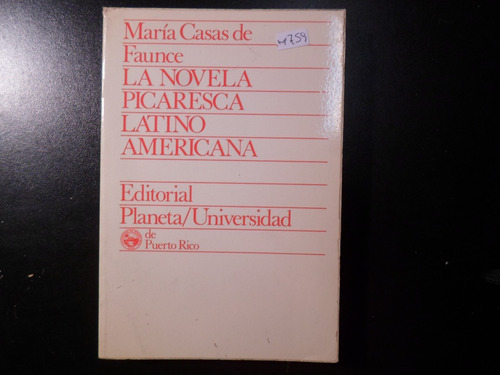 María Casas de
Faunce
LA NOVELA
PICARESCA
LATINO
AMERICANA
Editorial
Planeta/Universidad
de
Puerto Rico